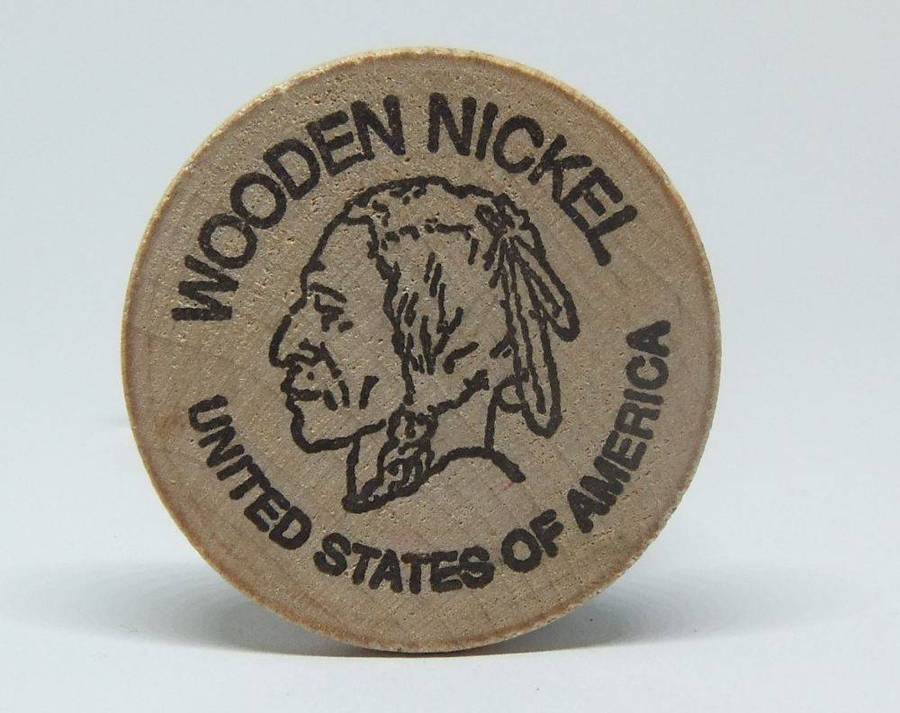 WOODEN NICKEL
UNITED STATES OF AMERICA